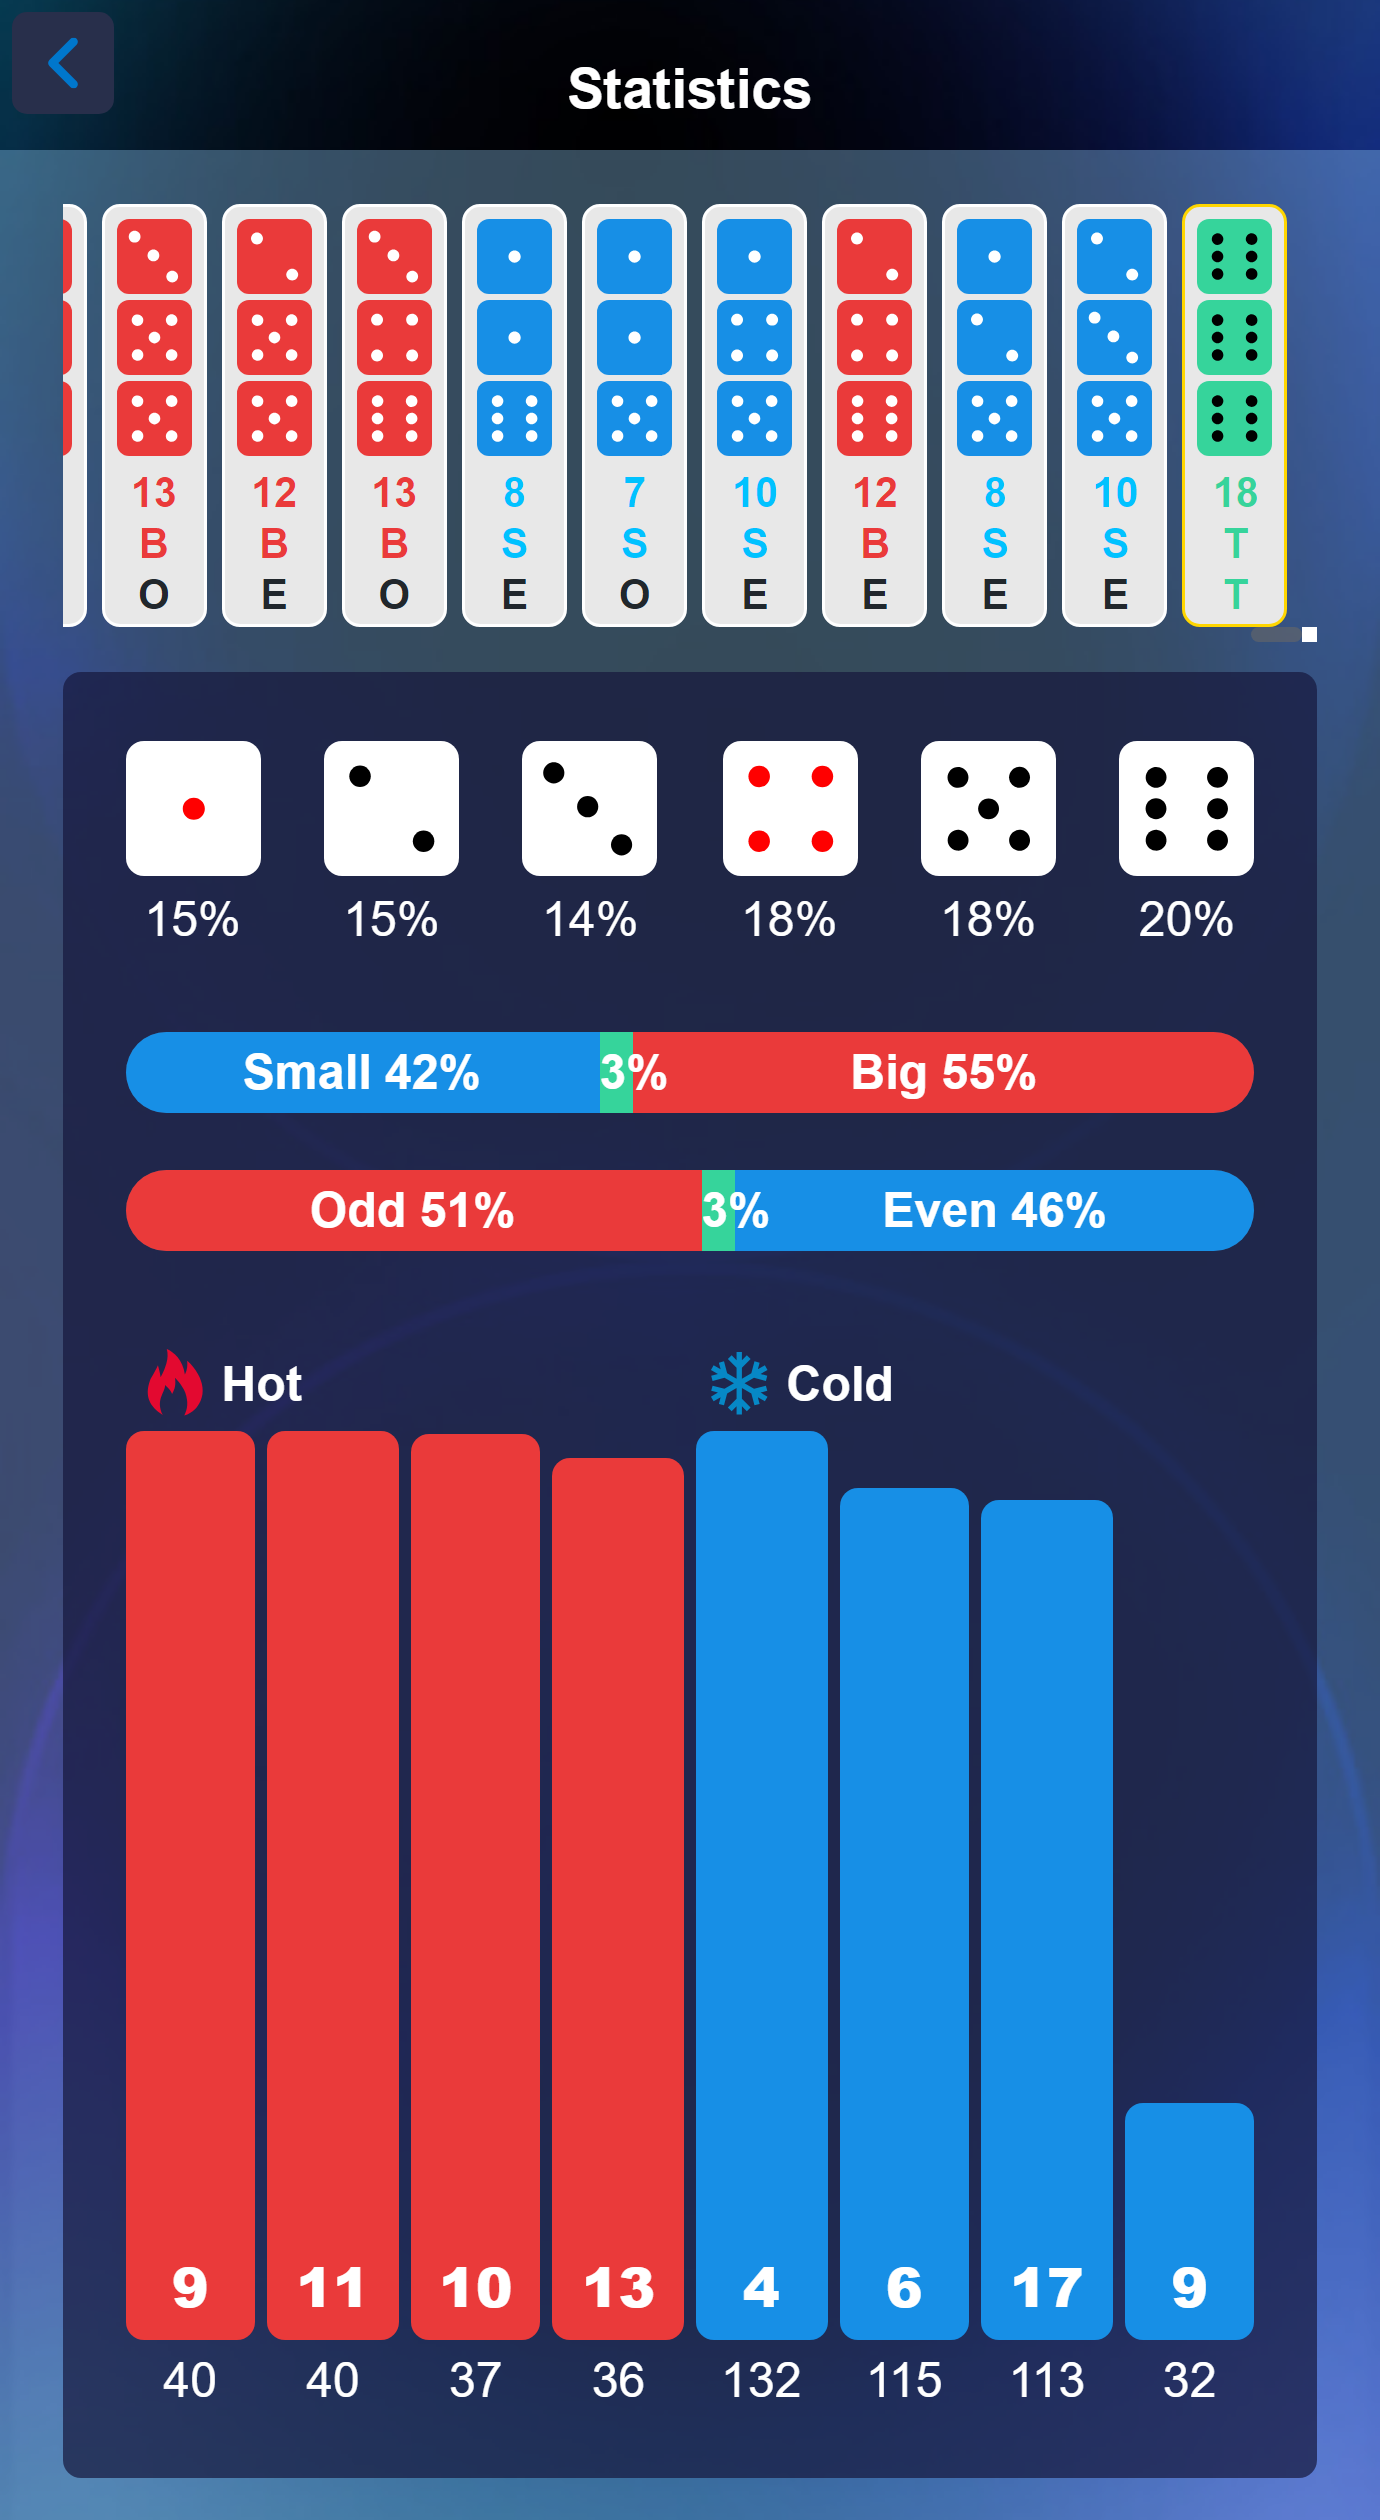 Statistics
13 12 13 8 7 10 12 8 10 18
B B B S S S B S S T
O E O E O E E E E T
15% 15% 14% 18% 18% 20%
Small 42% 3% Big 55%
Odd 51% 3% Even 46%
Hot Cold
9 11 10 13 4 6 17 9
40 40 37 36 132 115 113 32